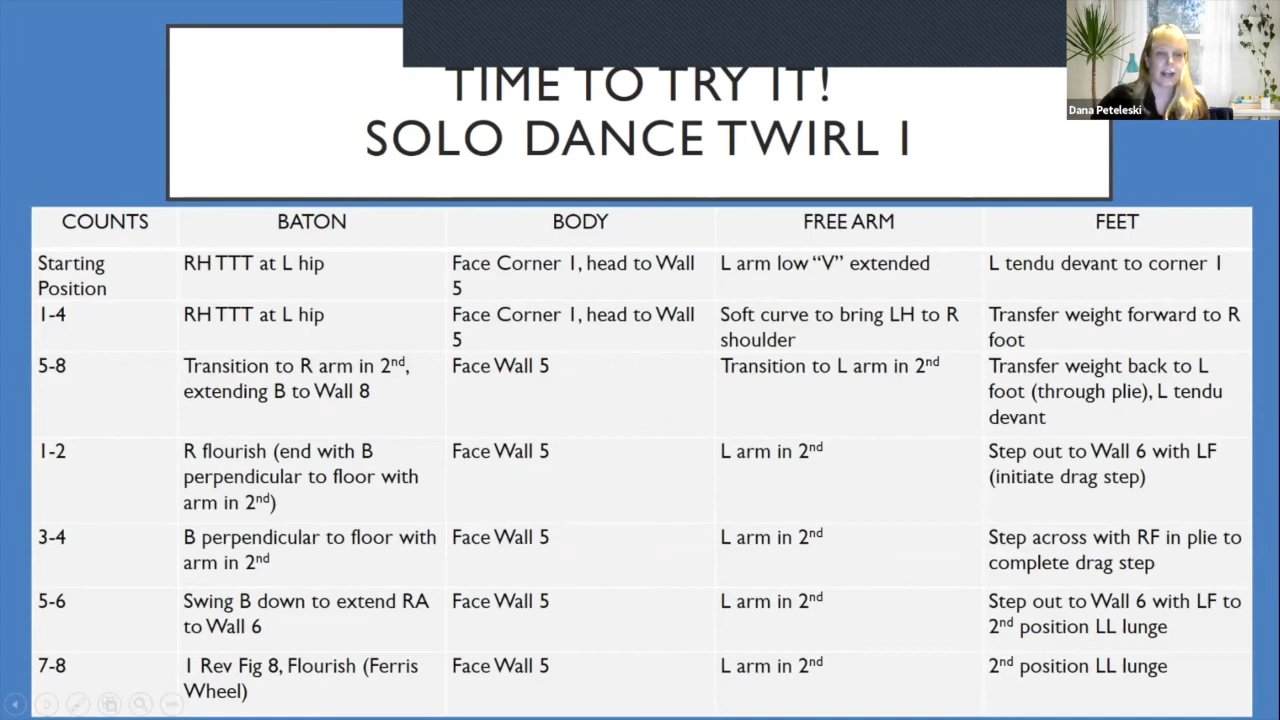 TIME TO TRY IT!
SOLO DANCE TWIRL 1
Dana Peteleski
COUNTS BATON BODY FREE ARM FEET
Starting Position RH TTT at L hip Face Corner 1, head to Wall 5 L arm low “V” extended L tendu devant to corner 1
1-4 RH TTT at L hip Face Corner 1, head to Wall 5 Soft curve to bring LH to R shoulder Transfer weight forward to R foot
5-8 Transition to R arm in 2nd, extending B to Wall 8 Face Wall 5 Transition to L arm in 2nd Transfer weight back to L foot (through plie), L tendu devant
1-2 R flourish (end with B perpendicular to floor with arm in 2nd) Face Wall 5 L arm in 2nd Step out to Wall 6 with LF (initiate drag step)
3-4 B perpendicular to floor with arm in 2nd Face Wall 5 L arm in 2nd Step across with RF in plie to complete drag step
5-6 Swing B down to extend RA to Wall 6 Face Wall 5 L arm in 2nd Step out to Wall 6 with LF to 2nd position LL lunge
7-8 1 Rev Fig 8, Flourish (Ferris Wheel) Face Wall 5 L arm in 2nd 2nd position LL lunge